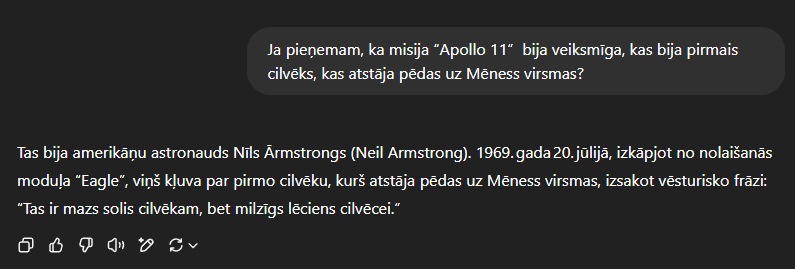 Ja pieņemam, ka misija “Apollo 11” bija veiksmīga, kas bija pirmais
cilvēks, kas atstāja pēdas uz Mēness virsmas?
Tas bija amerikāņu astronauds Nīls Ārmstrongs (Neil Armstrong). 1969. gada 20. jūlijā, izkāpjot no nolaišanās
moduļa “Eagle”, viņš kļuva par pirmo cilvēku, kurš atstāja pēdas uz Mēness virsmas, izsakot vēsturisko frāzi:
“Tas ir mazs solis cilvēkam, bet milzīgs lēciens cilvēcei.”